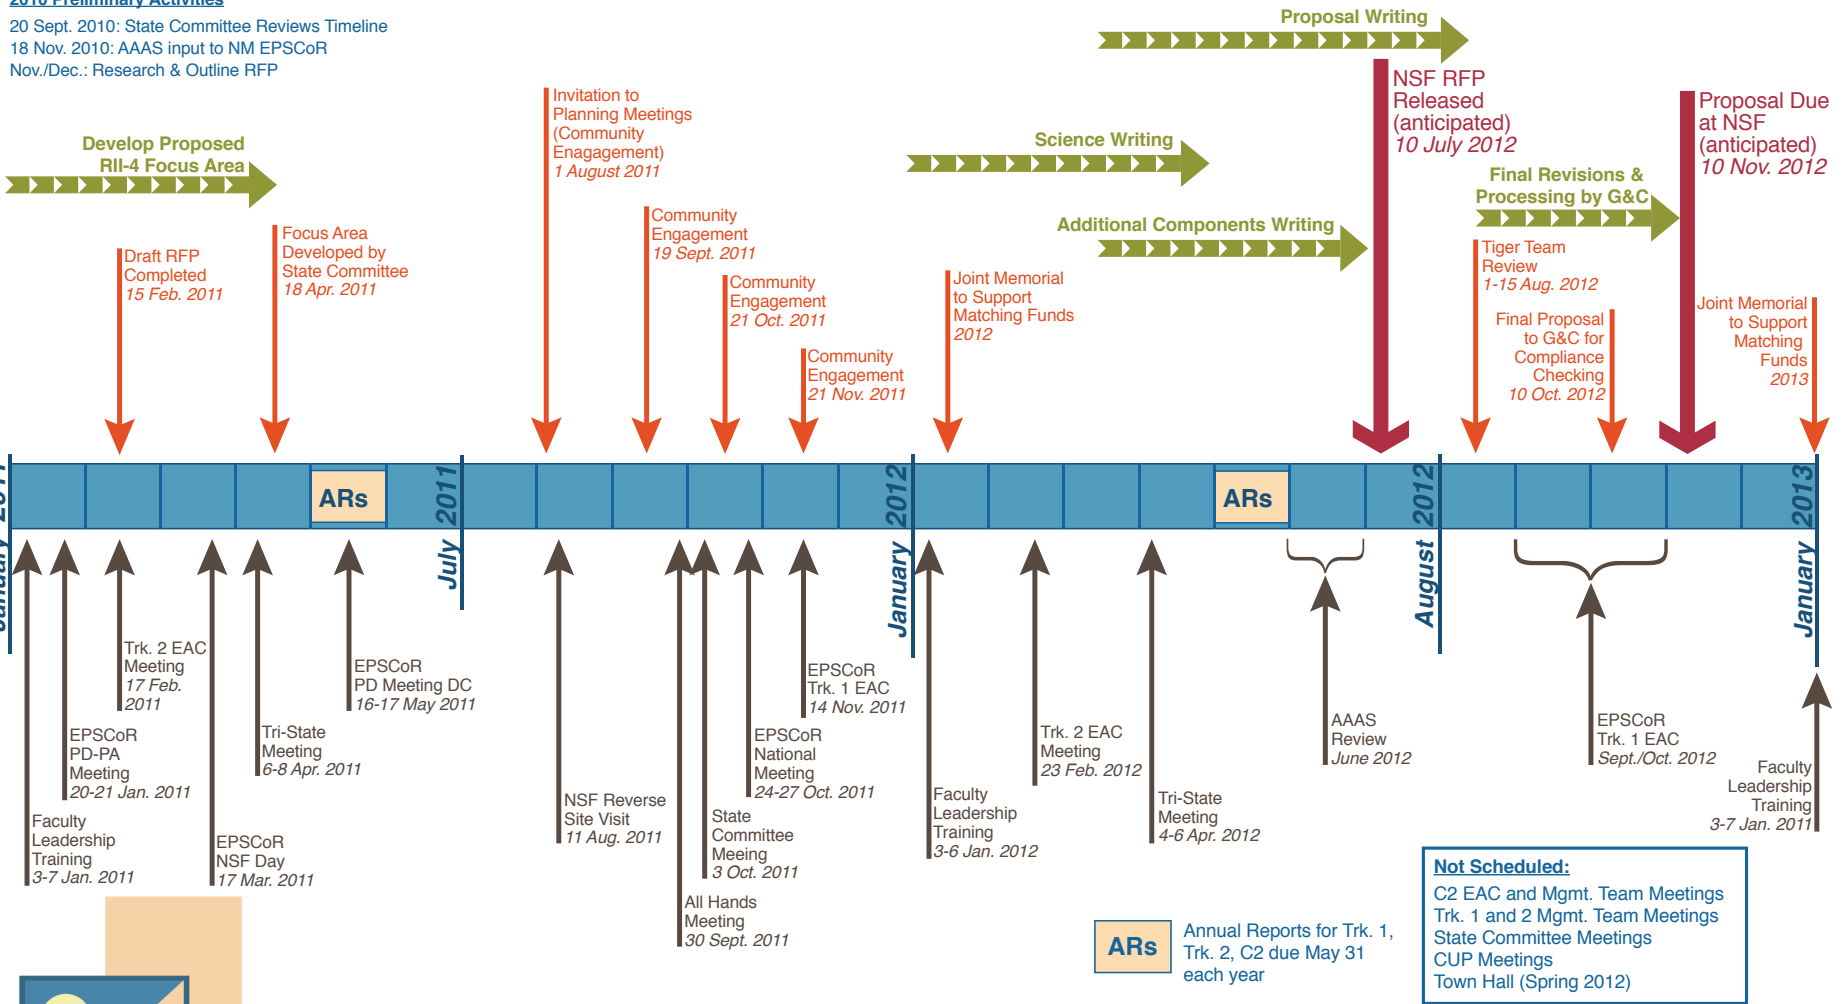 2010 Preliminary Activities
20 Sept. 2010: State Committee Reviews Timeline
18 Nov. 2010: AAAS input to NM EPSCoR
Nov./Dec.: Research & Outline RFP
Develop Proposed
RII-4 Focus Area
Draft RFP
Completed
15 Feb. 2011
Focus Area
Developed by
State Committee
18 Apr. 2011
Invitation to
Planning Meetings
(Community
Enagagement)
1 August 2011
Community
Engagement
19 Sept. 2011
Community
Engagement
21 Oct. 2011
Community
Engagement
21 Nov. 2011
Proposal Writing
Science Writing
Additional Components Writing
Joint Memorial
to Support
Matching Funds
2012
NSF RFP
Released
(anticipated)
10 July 2012
Final Revisions &
Processing by G&C
Tiger Team
Review
1-15 Aug. 2012
Final Proposal
to G&C for
Compliance
Checking
10 Oct. 2012
Proposal Due
at NSF
(anticipated)
10 Nov. 2012
Joint Memorial
to Support
Matching
Funds
2013
January 2011
ARs
July 2011
January 2012
ARs
August 2012
January 2013
Faculty
Leadership
Training
3-7 Jan. 2011
EPSCoR
PD-PA
Meeting
20-21 Jan. 2011
Trk. 2 EAC
Meeting
17 Feb.
2011
EPSCoR
NSF Day
17 Mar. 2011
Tri-State
Meeting
6-8 Apr. 2011
EPSCoR
PD Meeting DC
16-17 May 2011
NSF Reverse
Site Visit
11 Aug. 2011
All Hands
Meeting
30 Sept. 2011
State
Committee
Meeing
3 Oct. 2011
EPSCoR
National
Meeting
24-27 Oct. 2011
EPSCoR
Trk. 1 EAC
14 Nov. 2011
Faculty
Leadership
Training
3-6 Jan. 2012
Trk. 2 EAC
Meeting
23 Feb. 2012
Tri-State
Meeting
4-6 Apr. 2012
AAAS
Review
June 2012
EPSCoR
Trk. 1 EAC
Sept./Oct. 2012
Faculty
Leadership
Training
3-7 Jan. 2011
ARs
Annual Reports for Trk. 1,
Trk. 2, C2 due May 31
each year
Not Scheduled:
C2 EAC and Mgmt. Team Meetings
Trk. 1 and 2 Mgmt. Team Meetings
State Committee Meetings
CUP Meetings
Town Hall (Spring 2012)